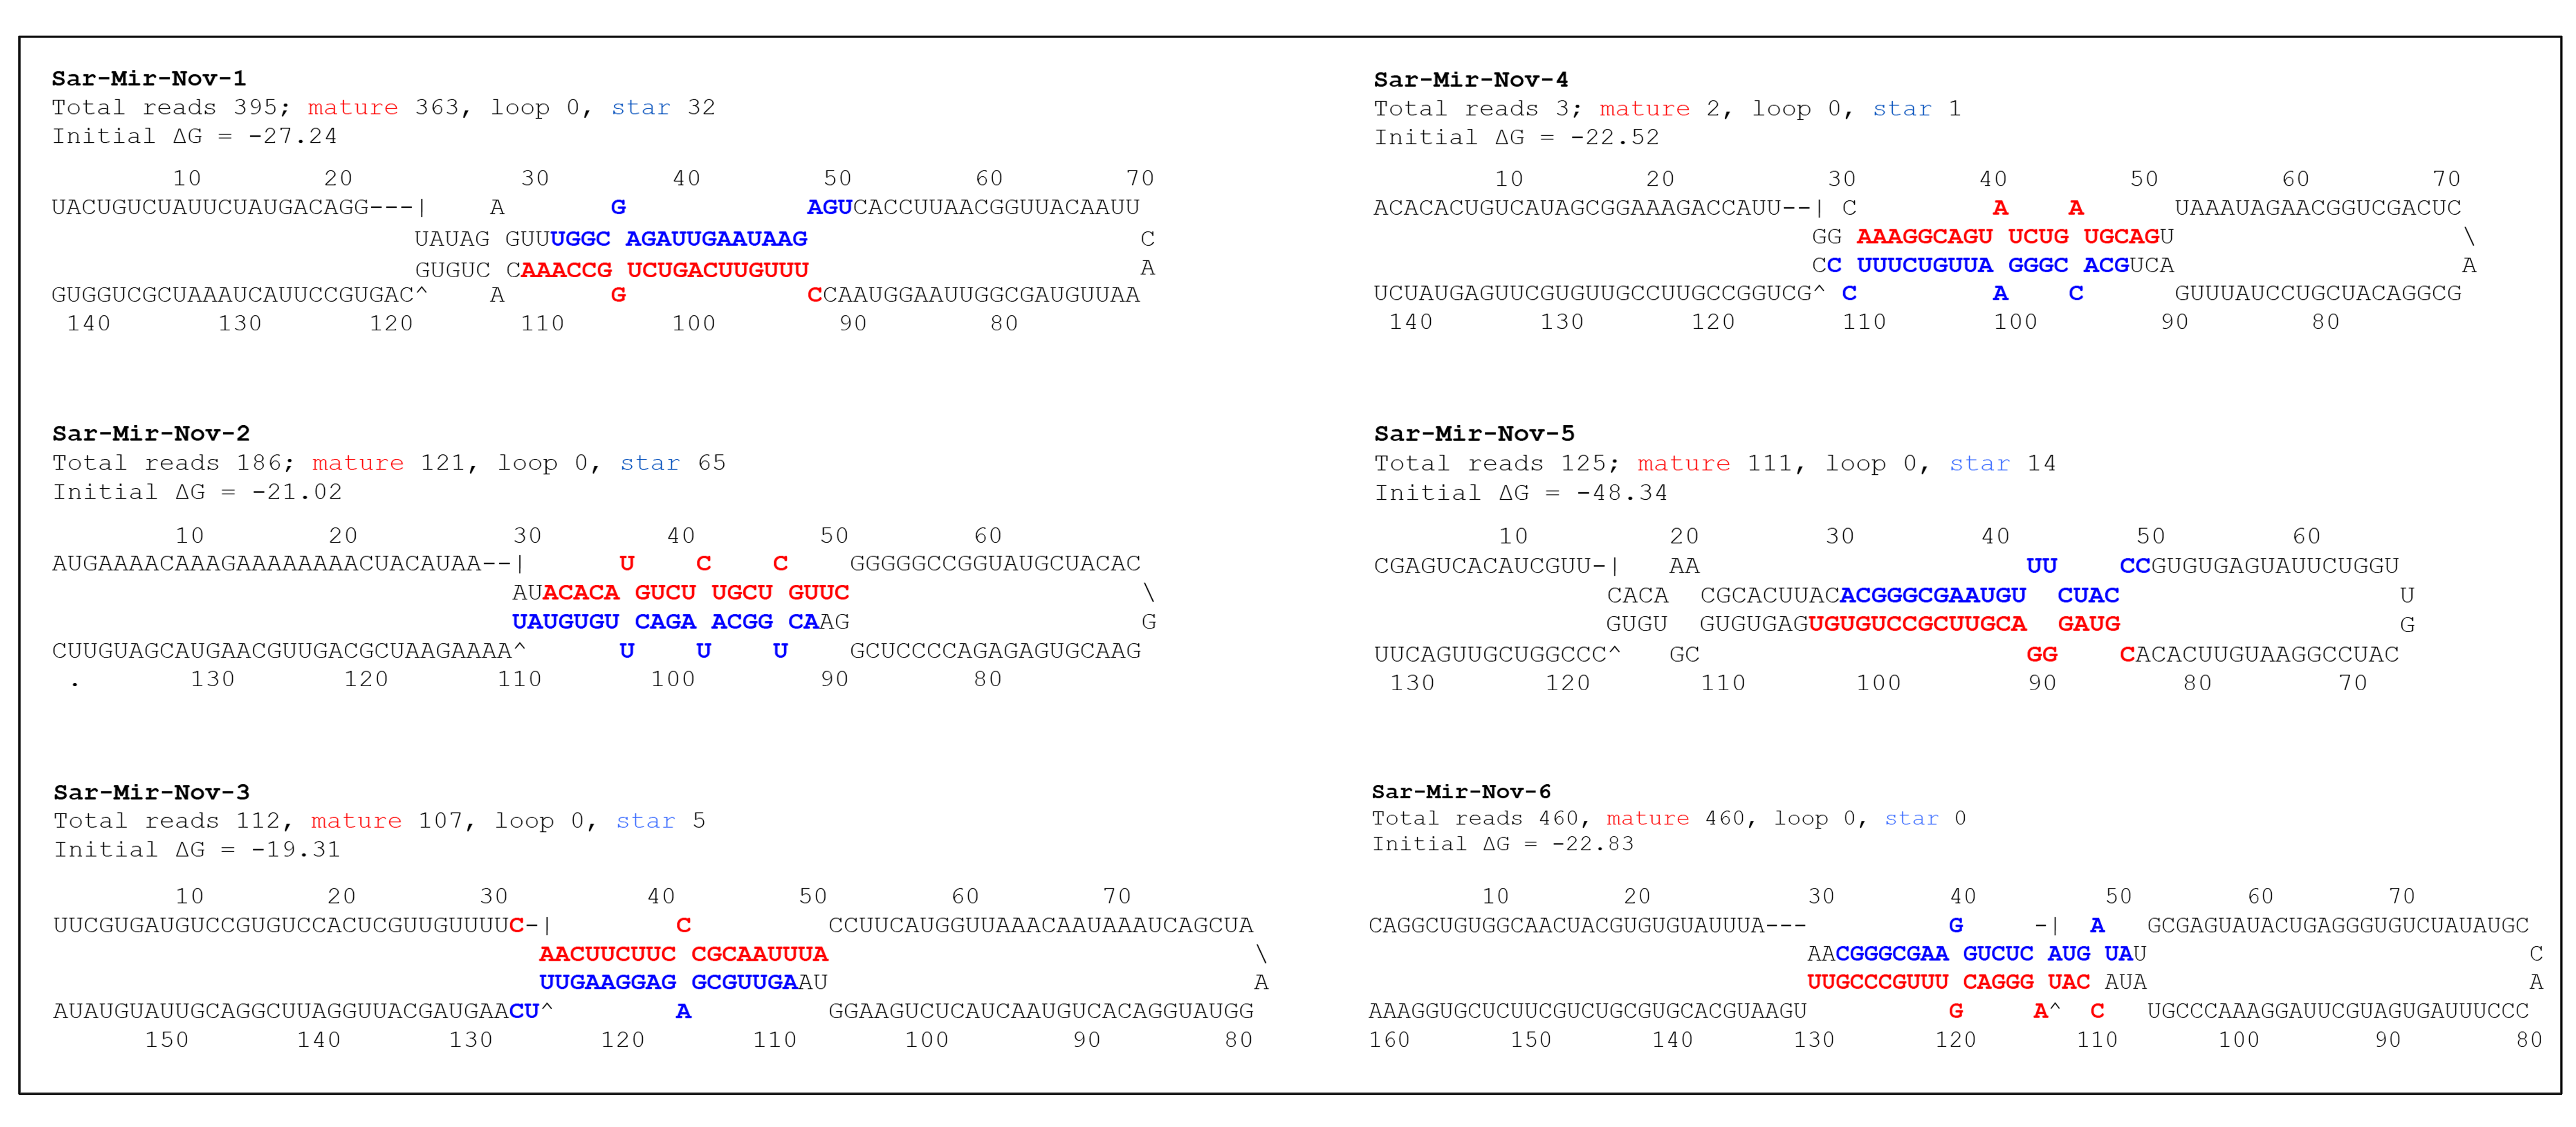 Sar-Mir-Nov-1
Total reads 395; mature 363, loop 0, star 32
Initial ΔG = -27.24
10 20 30 40 50 60 70
UACUGUCUAUUCUAUGACAGG---| A G AGUCACCUUAACGGUUACAAUU
UAUAG GUUUGGC AGAUUGAAUAAG C
GUGUC CAAACCG UCUGACUUGUUU A
GUGGUCGCUAAAUCAUUCCGUGAC^ A G CCAAUGGAAUUGGCGAUGUUAA
140 130 120 110 100 90 80
Sar-Mir-Nov-2
Total reads 186; mature 121, loop 0, star 65
Initial ΔG = -21.02
10 20 30 40 50 60
AUGAAAACAAAGAAAAAAAACUACAUAA--| U C C GGGGGCCGGUAUGCUACAC
AUACACA GUCU UGCU GUUC \
UAUGUGU CAGA ACGG CAAG G
CUUGUAGCAUGAACGUUGACGCUAAGAAAA^ U U U GCUCCCCAGAGAGUGCAAG
. 130 120 110 100 90 80
Sar-Mir-Nov-3
Total reads 112, mature 107, loop 0, star 5
Initial ΔG = -19.31
10 20 30 40 50 60 70
UUCGUGAUGUCCGUGUCCACUCGUUGUUUUC-| C CCUUCAUGGUUAAACAAUAAAUCAGCUA
AACUUCUUUC CGCAAUUUA \
UUGAAGGAG GCGUUGAAU A
AUAUGUAUUGCAGGCUUAGGUUACGAUGAACU^ A GGAAGUCUCAUCAAUGUCACAGGUAUGG
150 140 130 120 110 100 90 80
Sar-Mir-Nov-4
Total reads 3; mature 2, loop 0, star 1
Initial ΔG = -22.52
10 20 30 40 50 60 70
ACACACUGUCAUAGCGGAAAGACCAUU--| C A A UAAAUAGAACGGUCGACUC
GG AAAGGCAGU UCUG UGCAGU \
CC UUUCUGUUA GGGC ACGUCA A
UCUAUGAGUUCGUGUUGCCUUGCCGGUCG^ C A C GUUUAUCCUGCUACAGGCG
140 130 120 110 100 90 80
Sar-Mir-Nov-5
Total reads 125; mature 111, loop 0, star 14
Initial ΔG = -48.34
10 20 30 40 50 60
CGAGUCACAUCGUU-| AA UU CCGUGUGAGUAUUCUGGU
CACA CGCACUUACACGGGCGAAUGU CUAC U
GUGU GUGUGAGUGUGUCCGCUUGCA GAUG G
UUCAGUUGCUGGCCC^ GC GG CACACUUGUAAGGCCUAC
130 120 110 100 90 80 70
Sar-Mir-Nov-6
Total reads 460, mature 460, loop 0, star 0
Initial ΔG = -22.83
10 20 30 40 50 60 70
CAGGCUGUGGCAACUACGUGUGUAUUUA--- G -| A GCGAGUAUACUGAGGGUGUCUAUAUGC
AACGGGCGAA GUCUC AUG UAU C
UUGCCCGUUU CAGGG UAC AUA A
AAAGGUGCUCUUCGUCUGCGUGCACGUAAGU G A^ C UGCCCAAAGGAUUCGUAGUGAUUUCCC
160 150 140 130 120 110 100 90 80